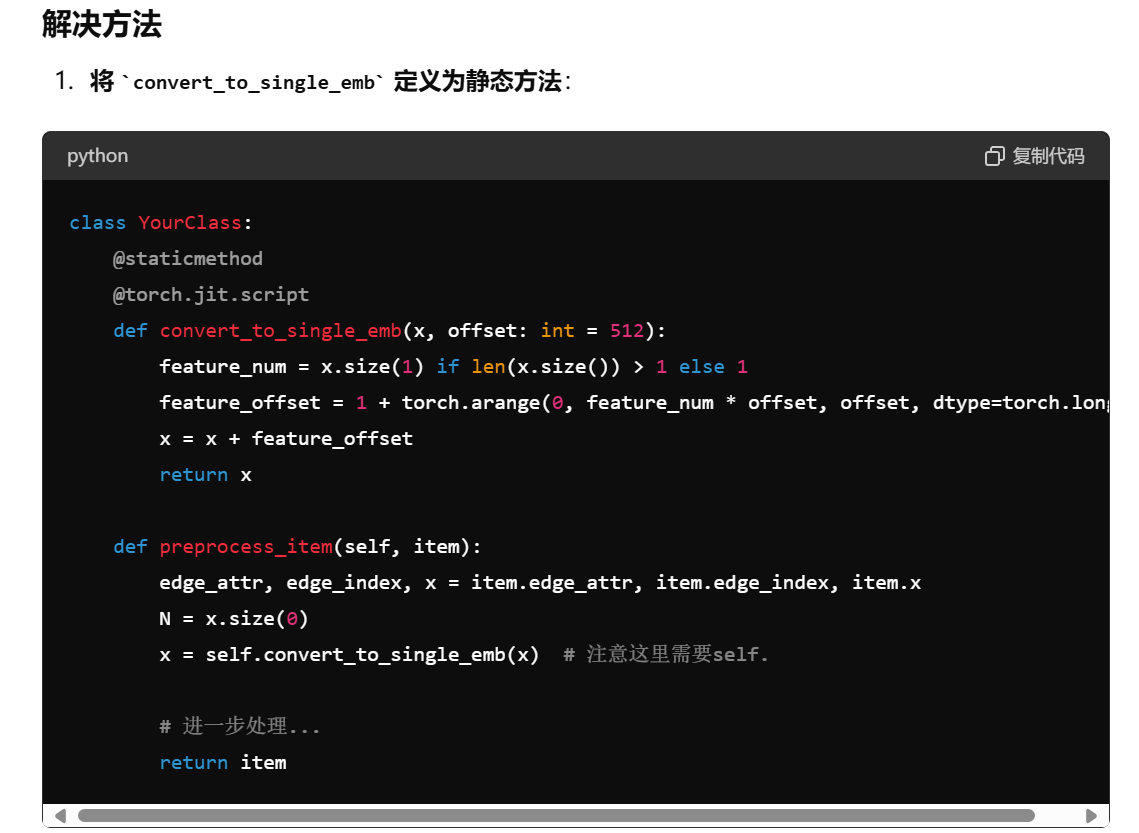 解决方法
1. 将 `convert_to_single_emb` 定义为静态方法：
python 复制代码
class YourClass:
    @staticmethod
    @torch.jit.script
    def convert_to_single_emb(x, offset: int = 512):
        feature_num = x.size(1) if len(x.size()) > 1 else 1
        feature_offset = 1 + torch.arange(0, feature_num * offset, offset, dtype=torch.long
        x = x + feature_offset
        return x
    def preprocess_item(self, item):
        edge_attr, edge_index, x = item.edge_attr, item.edge_index, item.x
        N = x.size(0)
        x = self.convert_to_single_emb(x)  # 注意这里需要self.
        # 进一步处理...
        return item